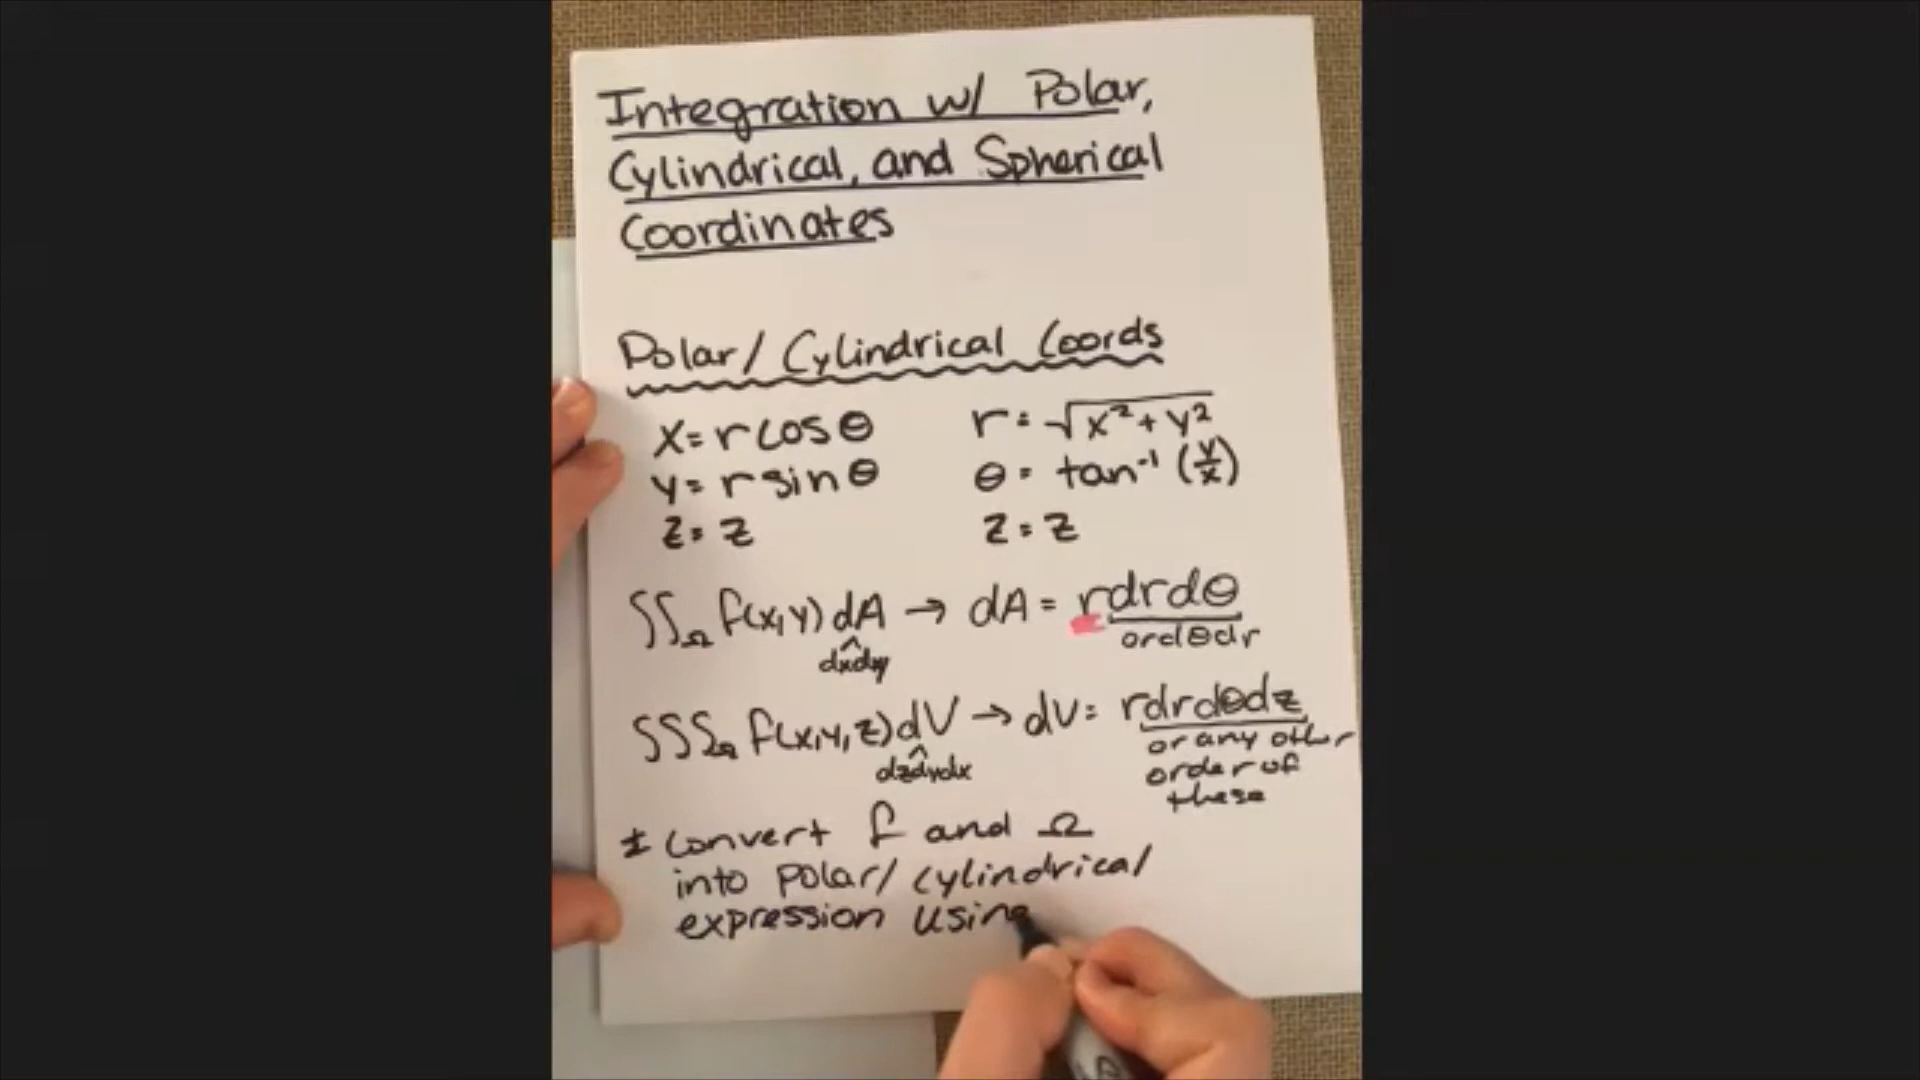 Integration w/ Polar,
Cylindrical, and Spherical
Coordinates
Polar/ Cylindrical Coords
x = r cos θ
y = r sin θ
z = z
r = √x² + y²
θ = tan⁻¹ (y/x)
z = z
∫∫Ω f(x,y) dA → dA = r dr dθ
dxdy
or dθdr
∫∫∫Ω f(x,y,z) dV → dV = r dr dθ dz
dzdydx
or any other
order of
these
* Convert f and Ω
into polar/cylindrical
expression using